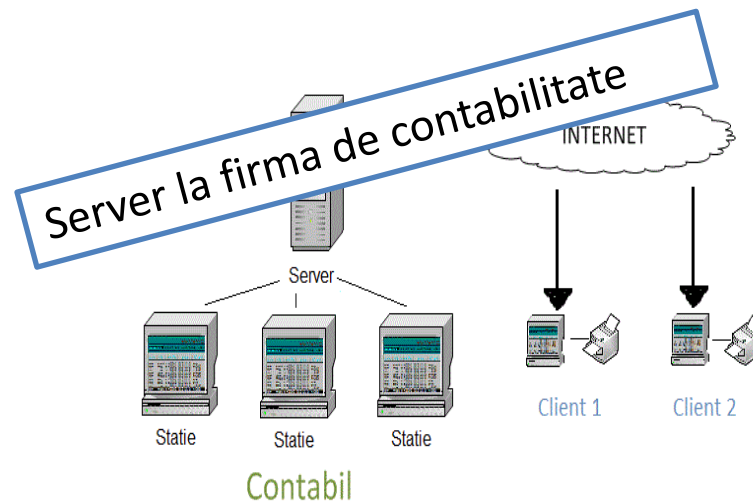 Server la firma de contabilitate
INTERNET
Server
Statie
Statie
Statie
Client 1
Client 2
Contabil